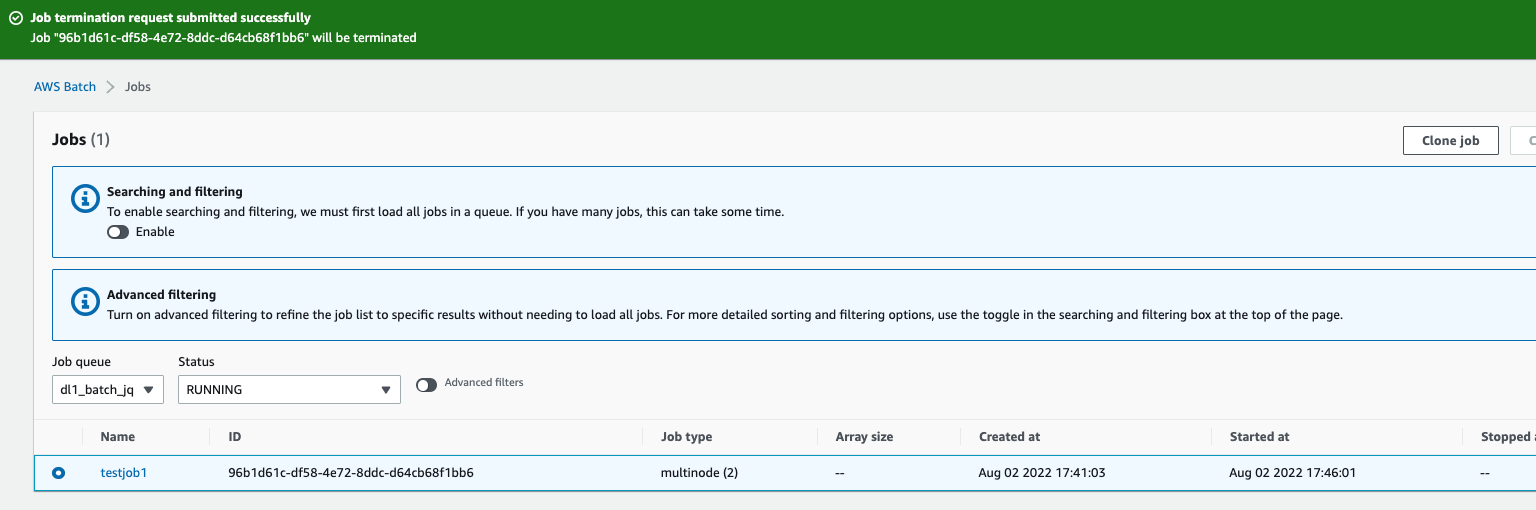 Job termination request submitted successfully
Job "96b1d61c-df58-4e72-8ddc-d64cb68f1bb6" will be terminated
AWS Batch > Jobs
Jobs (1)
Clone job
Searching and filtering
To enable searching and filtering, we must first load all jobs in a queue. If you have many jobs, this can take some time.
Enable
Advanced filtering
Turn on advanced filtering to refine the job list to specific results without needing to load all jobs. For more detailed sorting and filtering options, use the toggle in the searching and filtering box at the top of the page.
Job queue Status
dl1_batch_jq RUNNING Advanced filters
Name ID Job type Array size Created at Started at Stopped
testjob1 96b1d61c-df58-4e72-8ddc-d64cb68f1bb6 multinode (2) -- Aug 02 2022 17:41:03 Aug 02 2022 17:46:01 --